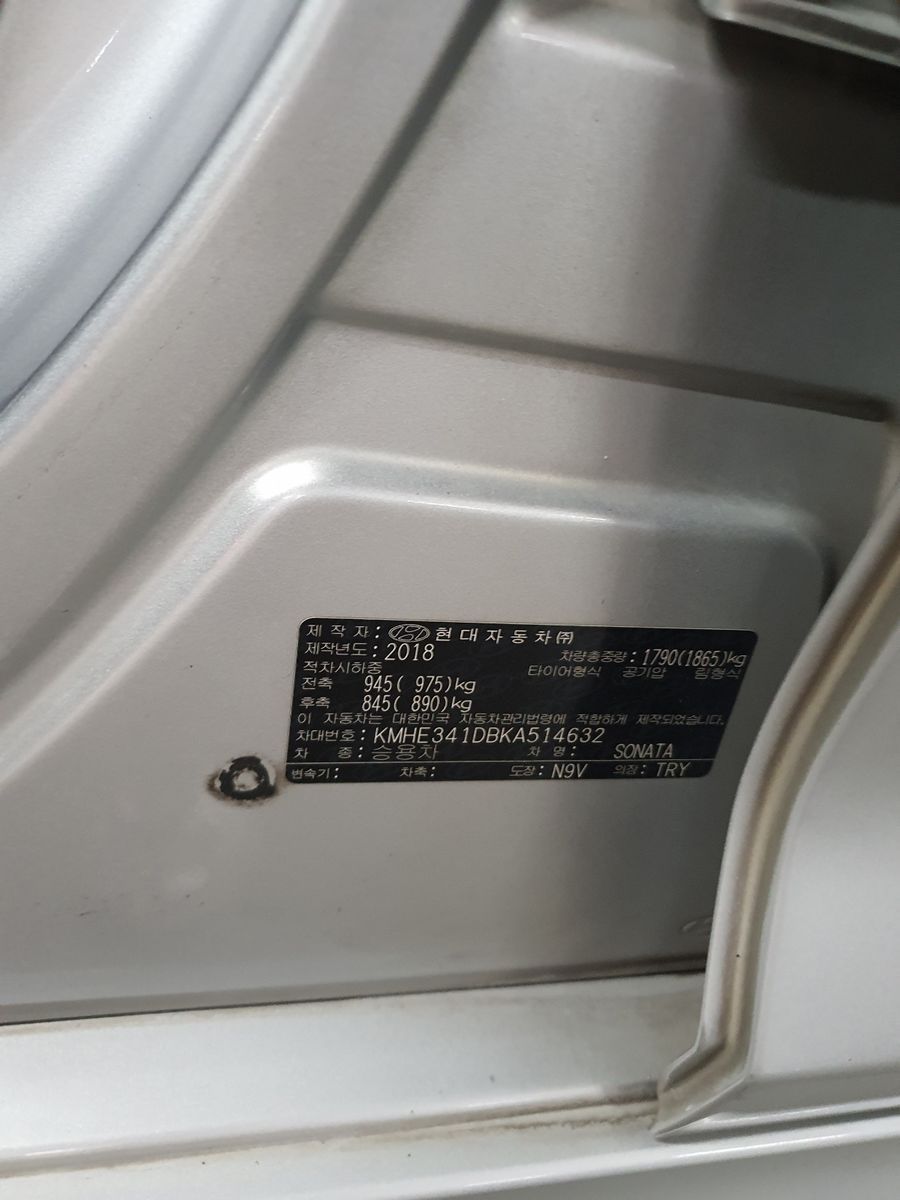 제 작 자 : 현대자동차㈜
제작년도 : 2018 차량총중량 : 1790(1865)kg
적차시하중 타이어형식 공기압 림형식
전축 945( 975)kg
후축 845( 890)kg
이 자동차는 대한민국 자동차관리법령에 적합하게 제작되었습니다.
차대번호 : KMHE341DBKA514632
차 종 : 승용차 차 명 : SONATA
변속기 : 차축 : 도장 : N9V 의장 : TRY